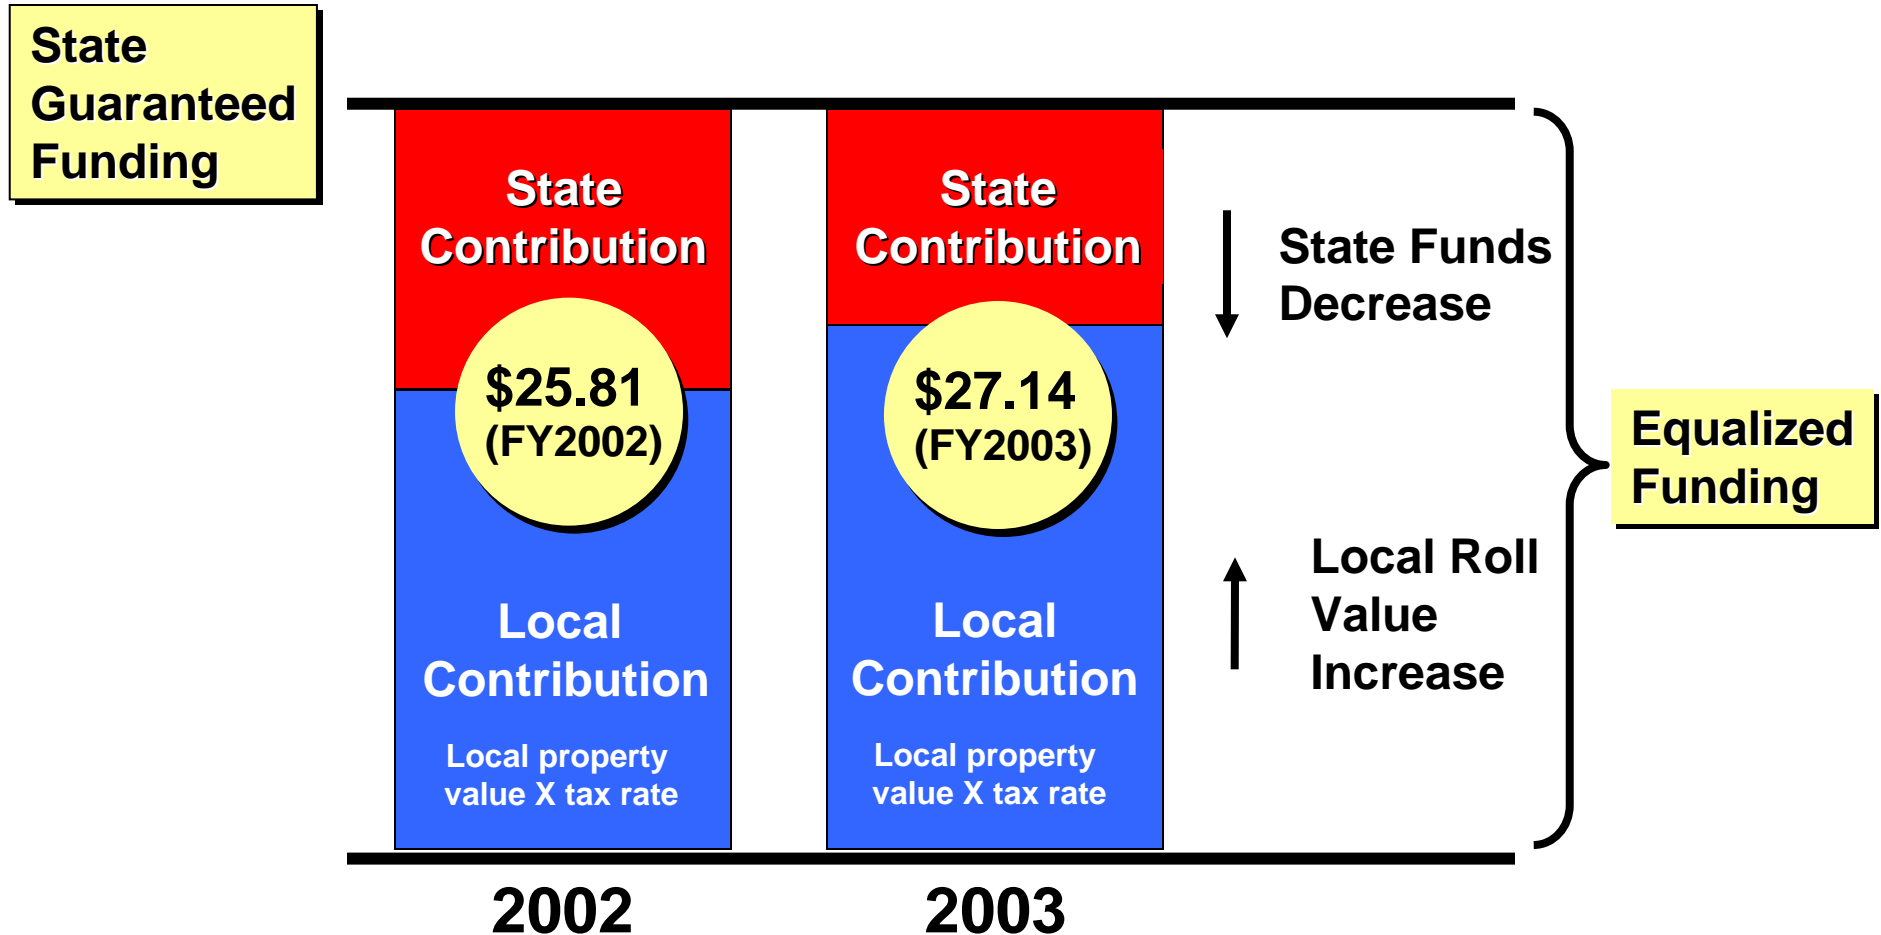 State
Guaranteed
Funding
State
Contribution
$25.81
(FY2002)
Local
Contribution
Local property
value X tax rate
2002
State
Contribution
$27.14
(FY2003)
Local
Contribution
Local property
value X tax rate
2003
State Funds
Decrease
Local Roll
Value
Increase
Equalized
Funding